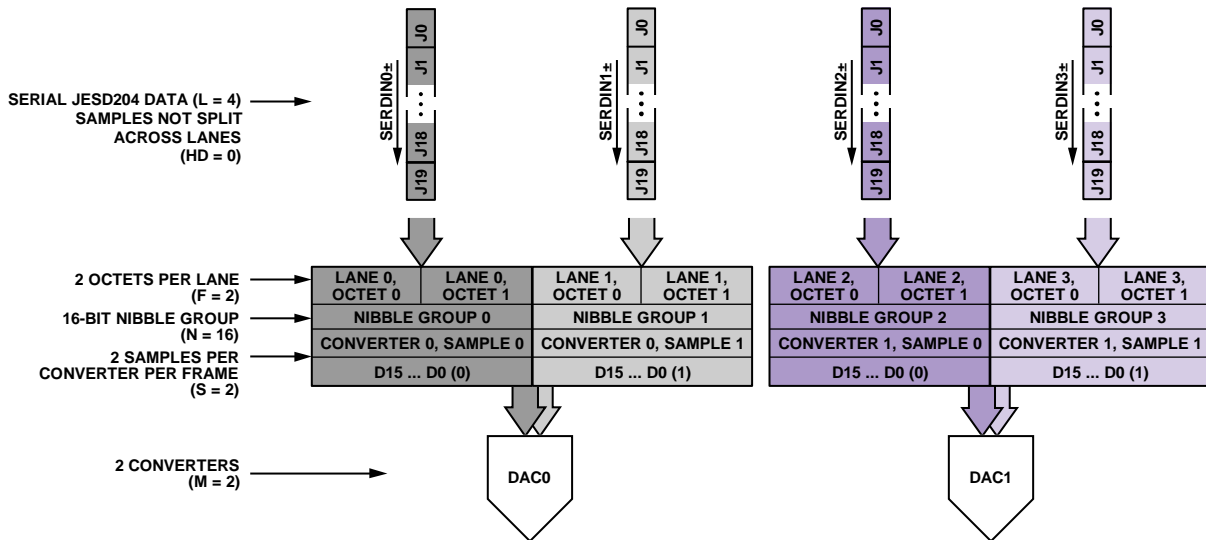 J0
J1
J18
J19
SERDIN0±
J0
J1
J18
J19
SERDIN1±
J0
J1
J18
J19
SERDIN2±
J0
J1
J18
J19
SERDIN3±
SERIAL JESD204 DATA (L = 4)
SAMPLES NOT SPLIT
ACROSS LANES
(HD = 0)
2 OCTETS PER LANE
(F = 2)
LANE 0,
OCTET 0
LANE 0,
OCTET 1
LANE 1,
OCTET 0
LANE 1,
OCTET 1
LANE 2,
OCTET 0
LANE 2,
OCTET 1
LANE 3,
OCTET 0
LANE 3,
OCTET 1
16-BIT NIBBLE GROUP
(N = 16)
NIBBLE GROUP 0
NIBBLE GROUP 1
NIBBLE GROUP 2
NIBBLE GROUP 3
2 SAMPLES PER
CONVERTER PER FRAME
(S = 2)
CONVERTER 0, SAMPLE 0
CONVERTER 0, SAMPLE 1
CONVERTER 1, SAMPLE 0
CONVERTER 1, SAMPLE 1
D15 ... D0 (0)
D15 ... D0 (1)
D15 ... D0 (0)
D15 ... D0 (1)
2 CONVERTERS
(M = 2)
DAC0
DAC1